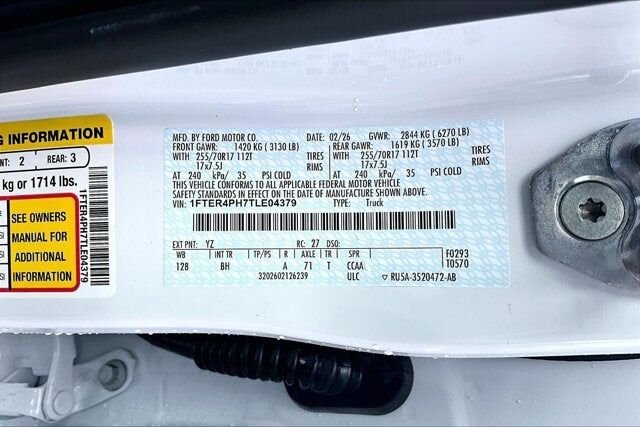 G INFORMATION
NT: 2 REAR: 3
kg or 1714 lbs.
SEE OWNERS
MANUAL FOR
ADDITIONAL
INFORMATION
1FTER4PH7TLE04379
MFD. BY FORD MOTOR CO. DATE: 02/26 GVWR: 2844 KG ( 6270 LB)
FRONT GAWR: 1420 KG ( 3130 LB) REAR GAWR: 1619 KG ( 3570 LB)
WITH 255/70R17 112T TIRES WITH 255/70R17 112T TIRES
17x7.5J RIMS 17x7.5J RIMS
AT 240 kPa/ 35 PSI COLD AT 240 kPa/ 35 PSI COLD
THIS VEHICLE CONFORMS TO ALL APPLICABLE FEDERAL MOTOR VEHICLE
SAFETY STANDARDS IN EFFECT ON THE DATE OF MANUFACTURE SHOWN ABOVE.
VIN: 1FTER4PH7TLE04379 TYPE: Truck
EXT PNT: YZ RC: 27 DSO: F0293
WB INT TR TP/PS R AXLE TR SPR T0570
128 BH A 71 T CCAA
3202602126239 ULC ▽ RU5A-3520472-AB